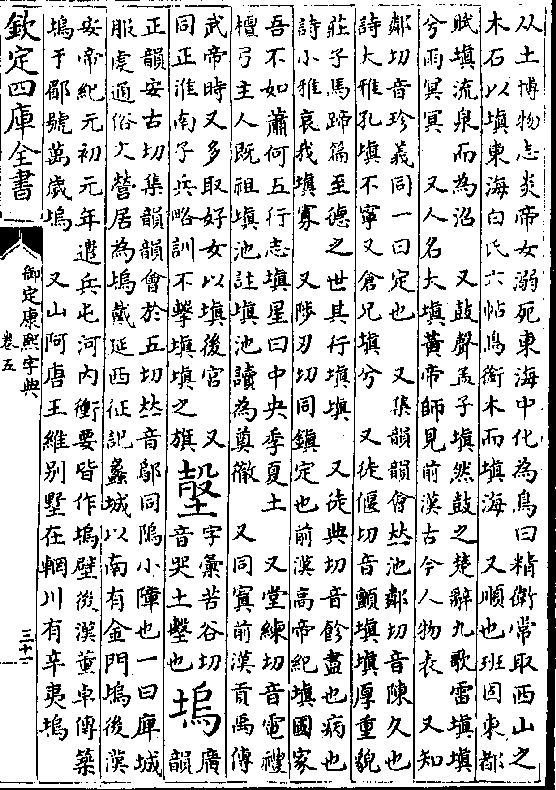 从土博物志炎帝女溺死東海中化為鳥曰精衛常取西山之
木石以填東海白氏六帖鳥銜木而填海　又順也班固東都
賦填流泉而為沼　又鼓聲孟子填然鼓之楚辭九歌雷填填
兮雨冥冥　又人名大填黃帝師見前漢古今人物表　又知
鄰切音珍義同一曰定也　又集韻韻會𠀤池鄰切音陳久也
詩大雅孔填不寧又倉兄填兮　又徒偃切音顫填填厚重貌
莊子馬蹄篇至德之世其行填填　又徒典切音飻盡也病也
詩小雅哀我填寡　又陟刃切同鎮定也前漢高帝紀填國家
吾不如蕭何五行志填星曰中央季夏土　又堂練切音電禮
檀弓主人既祖填池註填池讀為奠徹　又同窴前漢貢禹傳
武帝時又多取好女以填後宮　又
同正淮南子兵略訓不擊填填之旗
塙字彙苦谷切
音哭土墼也
塢廣韻
正韻安古切集韻韻會於五切𠀤音鄔同隖小障也一曰庳城
服虔通俗文營居為塢戴延西征記蠡城以南有金門塢後漢
安帝紀元初元年遣兵屯河內衝要皆作塢壁後漢董卓傳築
塢于郿號萬歲塢　又山阿唐王維別墅在輞川有辛夷塢
欽定四庫全書
御定康熙字典
卷五
三十一